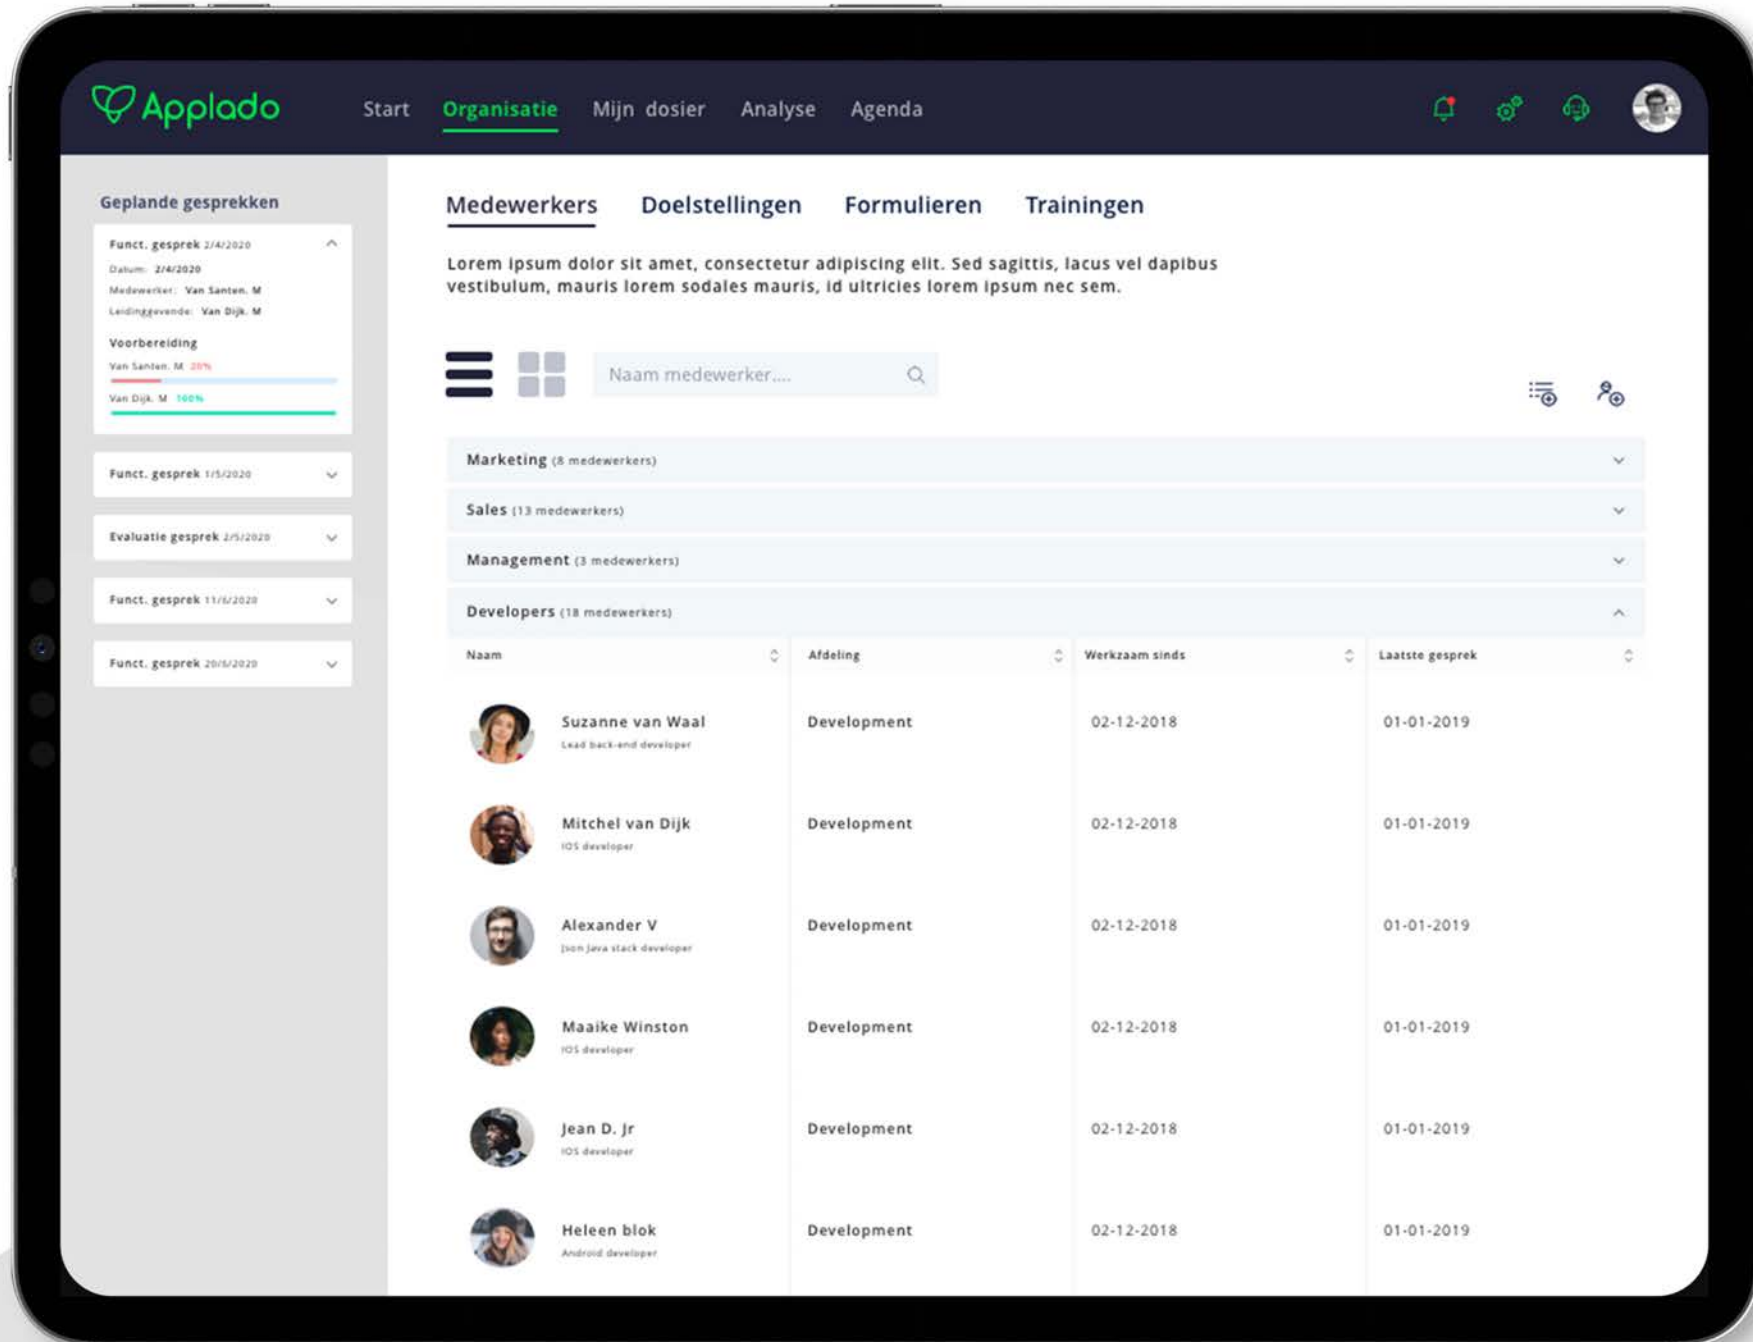 Applado
Start Organisatie Mijn dosier Analyse Agenda
Geplande gesprekken
Funct. gesprek 2/4/2020
Datum: 2/4/2020
Medewerker: Van Santen. M
Leidinggevende: Van Dijk. M
Voorbereiding
Van Santen. M 20%
Van Dijk. M 100%
Funct. gesprek 1/5/2020
Evaluatie gesprek 2/5/2020
Funct. gesprek 11/6/2020
Funct. gesprek 20/6/2020
Medewerkers Doelstellingen Formulieren Trainingen
Lorem ipsum dolor sit amet, consectetur adipiscing elit. Sed sagittis, lacus vel dapibus
vestibulum, mauris lorem sodales mauris, id ultricies lorem ipsum nec sem.
Naam medewerker....
Marketing (8 medewerkers)
Sales (13 medewerkers)
Management (3 medewerkers)
Developers (18 medewerkers)
Naam Afdeling Werkzaam sinds Laatste gesprek
Suzanne van Waal Development 02-12-2018 01-01-2019
Lead back-end developer
Mitchel van Dijk Development 02-12-2018 01-01-2019
IOS developer
Alexander V Development 02-12-2018 01-01-2019
Json Java stack developer
Maaike Winston Development 02-12-2018 01-01-2019
IOS developer
Jean D. Jr Development 02-12-2018 01-01-2019
IOS developer
Heleen blok Development 02-12-2018 01-01-2019
Android developer